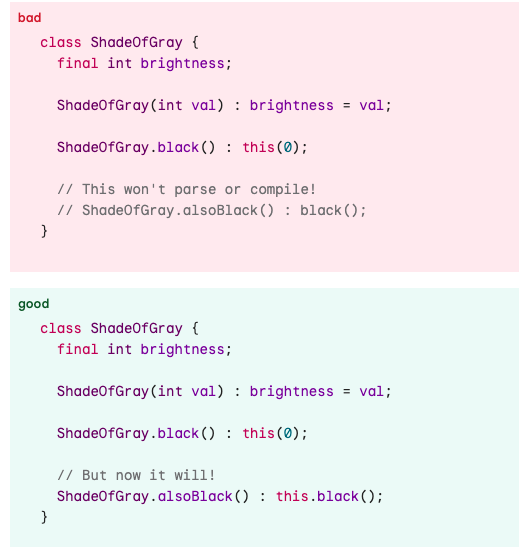 bad
class ShadeOfGray {
final int brightness;
ShadeOfGray(int val) : brightness = val;
ShadeOfGray.black() : this(0);
// This won't parse or compile!
// ShadeOfGray.alsoBlack() : black();
}
good
class ShadeOfGray {
final int brightness;
ShadeOfGray(int val) : brightness = val;
ShadeOfGray.black() : this(0);
// But now it will!
ShadeOfGray.alsoBlack() : this.black();
}